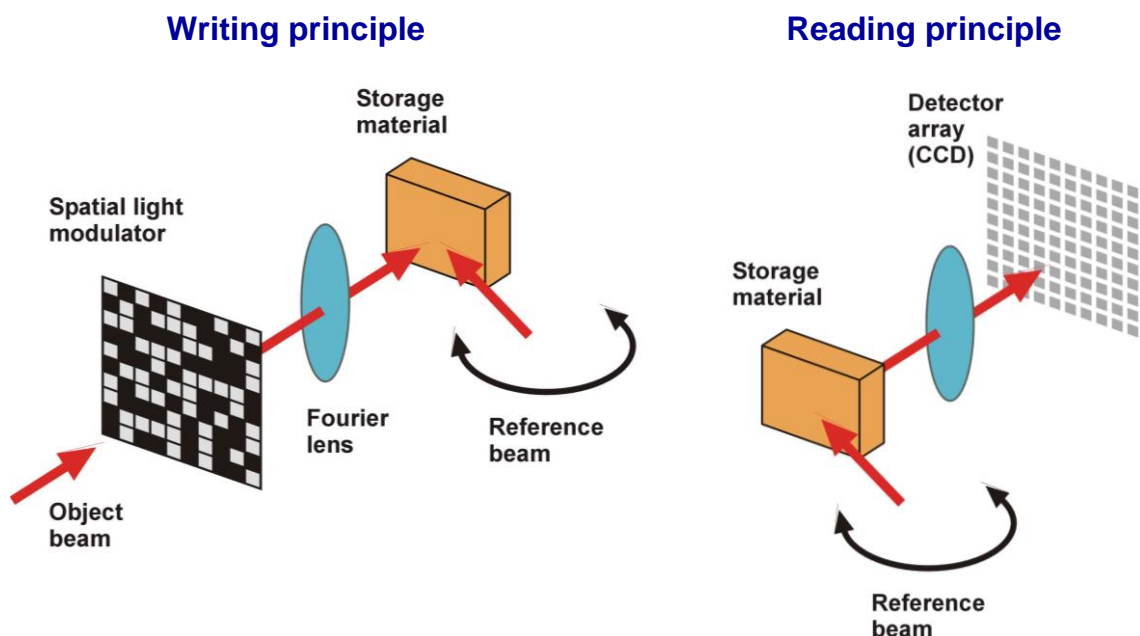 Writing principle
Storage
material
Spatial light
modulator
Fourier
lens
Reference
beam
Object
beam
Reading principle
Detector
array
(CCD)
Storage
material
Reference
beam